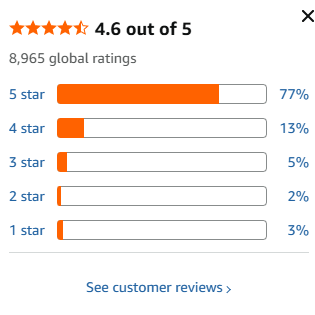 4.6 out of 5
8,965 global ratings
5 star 77%
4 star 13%
3 star 5%
2 star 2%
1 star 3%
See customer reviews ›